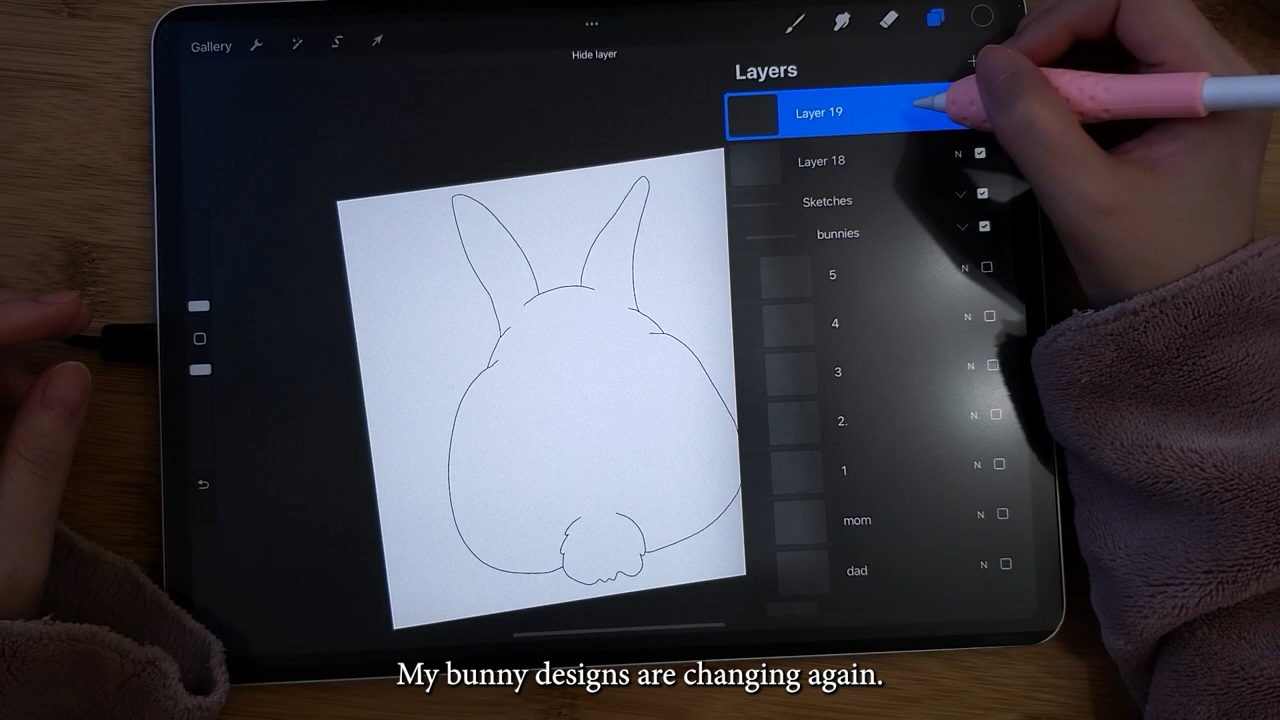 Gallery
Hide layer
Layers
Layer 19
Layer 18 N
Sketches
bunnies
5 N
4 N
3 N
2. N
1 N
mom N
dad N
My bunny designs are changing again.